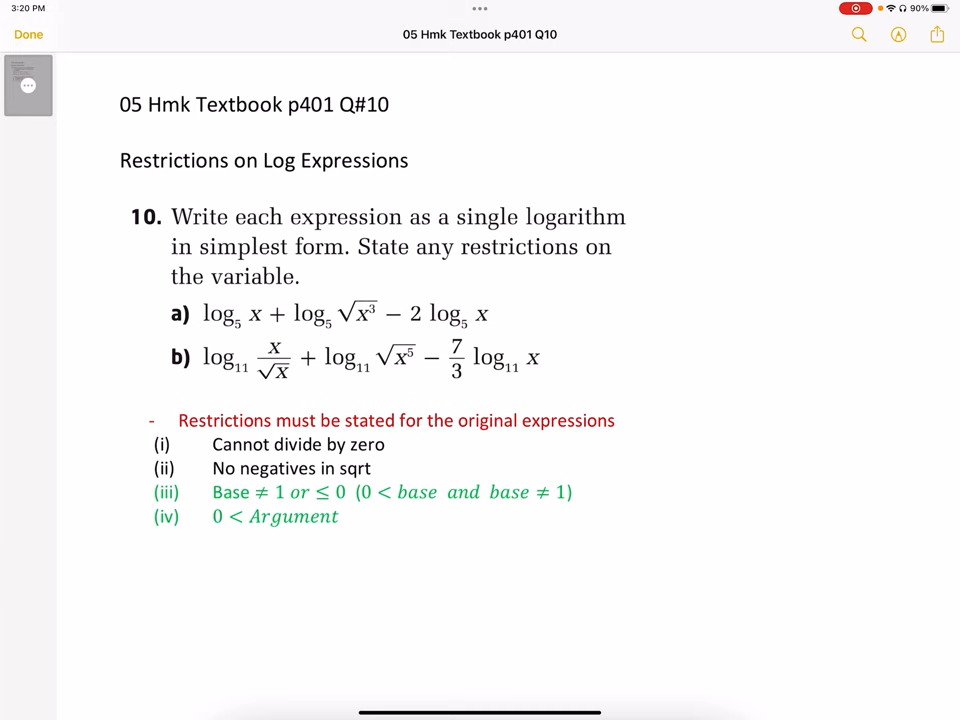 3:20 PM
90%
Done
05 Hmk Textbook p401 Q10
05 Hmk Textbook p401 Q#10
Restrictions on Log Expressions
10. Write each expression as a single logarithm
in simplest form. State any restrictions on
the variable.
a) log₅ x + log₅ √(x³) − 2 log₅ x
b) log₁₁ x/√x + log₁₁ √(x⁵) − 7/3 log₁₁ x
- Restrictions must be stated for the original expressions
(i) Cannot divide by zero
(ii) No negatives in sqrt
(iii) Base ≠ 1 or ≤ 0 (0 < base and base ≠ 1)
(iv) 0 < Argument